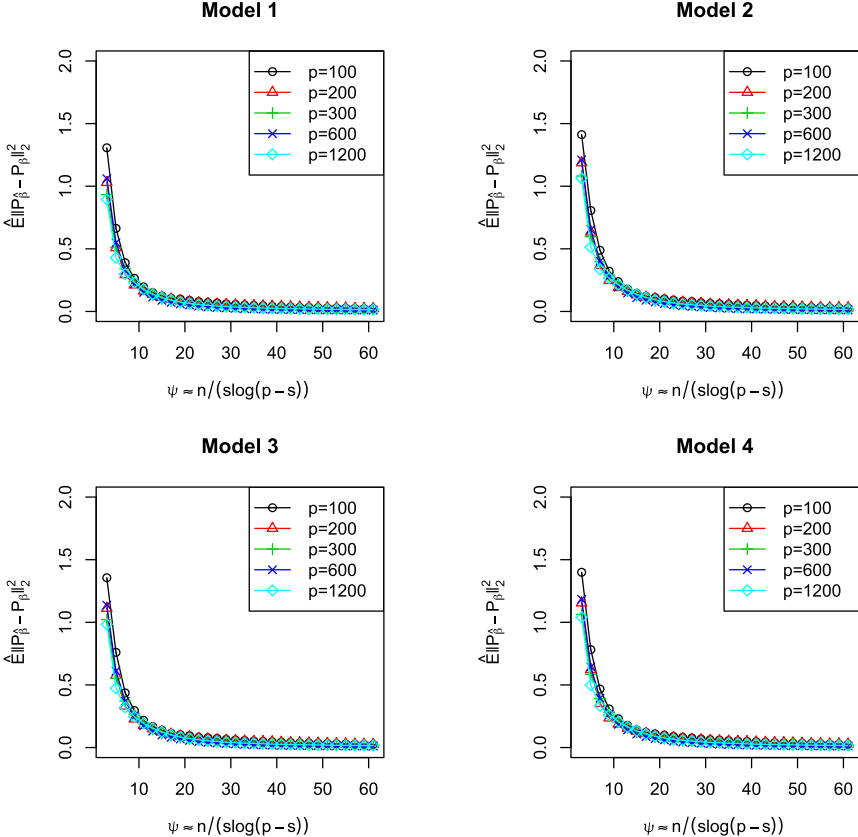 Model 1
Ê||P_β̂ − P_β||₂²
2.0
1.5
1.0
0.5
0.0
p=100
p=200
p=300
p=600
p=1200
10 20 30 40 50 60
ψ ≈ n/(slog(p − s))
Model 2
Ê||P_β̂ − P_β||₂²
2.0
1.5
1.0
0.5
0.0
p=100
p=200
p=300
p=600
p=1200
10 20 30 40 50 60
ψ ≈ n/(slog(p − s))
Model 3
Ê||P_β̂ − P_β||₂²
2.0
1.5
1.0
0.5
0.0
p=100
p=200
p=300
p=600
p=1200
10 20 30 40 50 60
ψ ≈ n/(slog(p − s))
Model 4
Ê||P_β̂ − P_β||₂²
2.0
1.5
1.0
0.5
0.0
p=100
p=200
p=300
p=600
p=1200
10 20 30 40 50 60
ψ ≈ n/(slog(p − s))